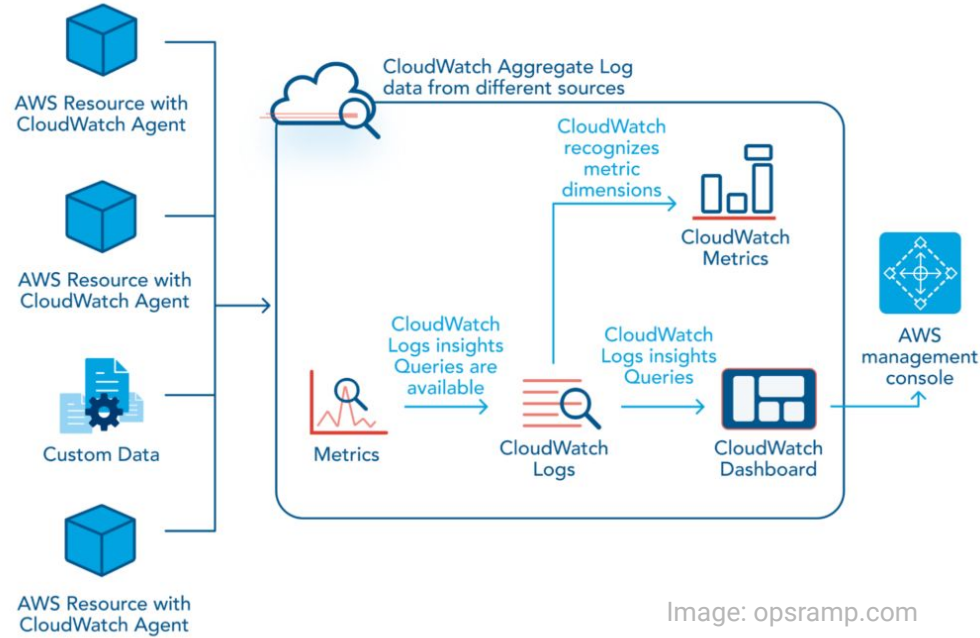 AWS Resource with
CloudWatch Agent
AWS Resource with
CloudWatch Agent
Custom Data
AWS Resource with
CloudWatch Agent
CloudWatch Aggregate Log
data from different sources
CloudWatch
recognizes
metric
dimensions
CloudWatch
Metrics
CloudWatch
Logs insights
Queries are
available
CloudWatch
Logs insights
Queries
Metrics
CloudWatch
Logs
CloudWatch
Dashboard
AWS
management
console
Image: opsramp.com